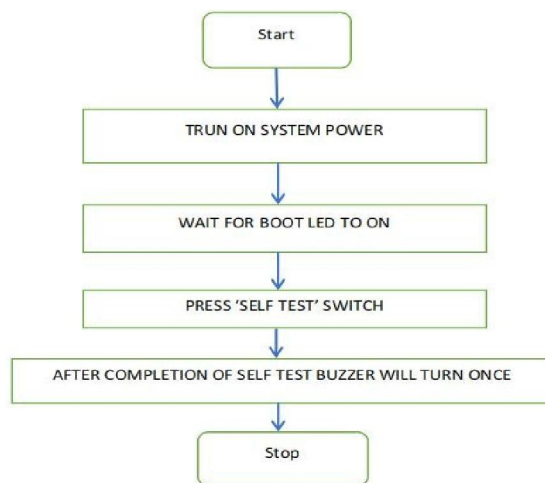 Start
TRUN ON SYSTEM POWER
WAIT FOR BOOT LED TO ON
PRESS ‘SELF TEST’ SWITCH
AFTER COMPLETION OF SELF TEST BUZZER WILL TURN ONCE
Stop